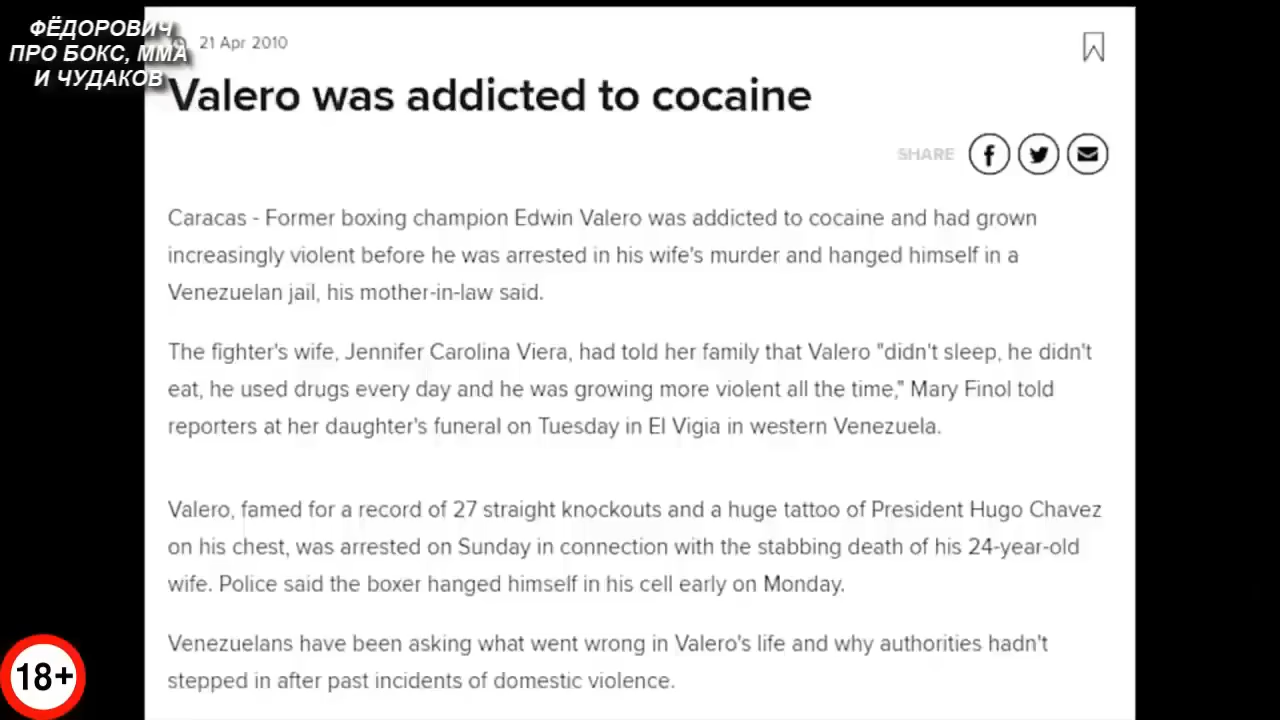 ФЁДОРОВИЧ
ПРО БОКС, ММА
И ЧУДАКОВ
21 Apr 2010
Valero was addicted to cocaine
SHARE
Caracas - Former boxing champion Edwin Valero was addicted to cocaine and had grown
increasingly violent before he was arrested in his wife's murder and hanged himself in a
Venezuelan jail, his mother-in-law said.
The fighter's wife, Jennifer Carolina Viera, had told her family that Valero "didn't sleep, he didn't
eat, he used drugs every day and he was growing more violent all the time," Mary Finol told
reporters at her daughter's funeral on Tuesday in El Vigia in western Venezuela.
Valero, famed for a record of 27 straight knockouts and a huge tattoo of President Hugo Chavez
on his chest, was arrested on Sunday in connection with the stabbing death of his 24-year-old
wife. Police said the boxer hanged himself in his cell early on Monday.
Venezuelans have been asking what went wrong in Valero's life and why authorities hadn't
stepped in after past incidents of domestic violence.
18+